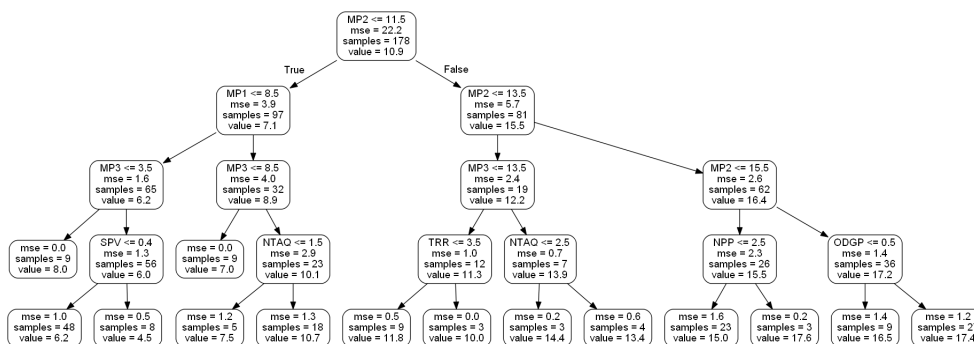 MP2 <= 11.5
mse = 22.2
samples = 178
value = 10.9
True
False
MP1 <= 8.5
mse = 3.9
samples = 97
value = 7.1
MP2 <= 13.5
mse = 5.7
samples = 81
value = 15.5
MP3 <= 3.5
mse = 1.6
samples = 65
value = 6.2
MP3 <= 8.5
mse = 4.0
samples = 32
value = 8.9
MP3 <= 13.5
mse = 2.4
samples = 19
value = 12.2
MP2 <= 15.5
mse = 2.6
samples = 62
value = 16.4
mse = 0.0
samples = 9
value = 8.0
SPV <= 0.4
mse = 1.3
samples = 56
value = 6.0
mse = 0.0
samples = 9
value = 7.0
NTAQ <= 1.5
mse = 2.9
samples = 23
value = 10.1
TRR <= 3.5
mse = 1.0
samples = 12
value = 11.3
NTAQ <= 2.5
mse = 0.7
samples = 7
value = 13.9
NPP <= 2.5
mse = 2.3
samples = 26
value = 15.5
ODGP <= 0.5
mse = 1.4
samples = 36
value = 17.2
mse = 1.0
samples = 48
value = 6.2
mse = 0.5
samples = 8
value = 4.5
mse = 1.2
samples = 5
value = 7.5
mse = 1.3
samples = 18
value = 10.7
mse = 0.5
samples = 9
value = 11.8
mse = 0.0
samples = 3
value = 10.0
mse = 0.2
samples = 3
value = 14.4
mse = 0.6
samples = 4
value = 13.4
mse = 1.6
samples = 23
value = 15.0
mse = 0.2
samples = 3
value = 17.6
mse = 1.4
samples = 9
value = 16.5
mse = 1.2
samples =
value =